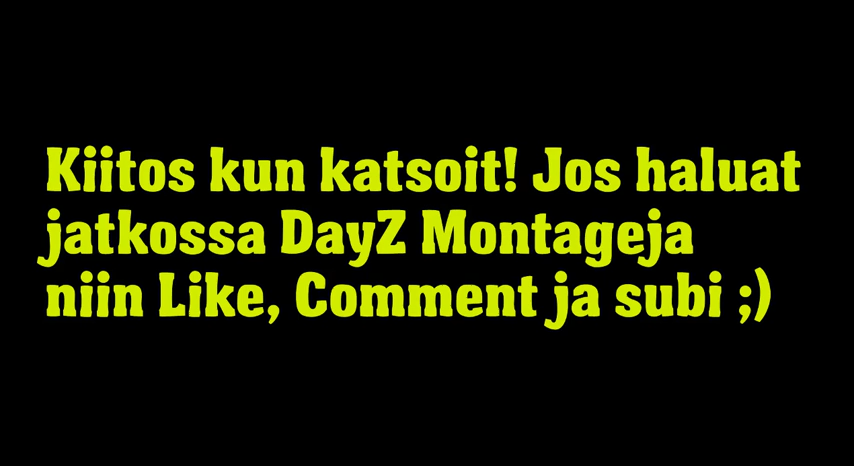 Kiitos kun katsoit! Jos haluat
jatkossa DayZ Montageja
niin Like, Comment ja subi ;)